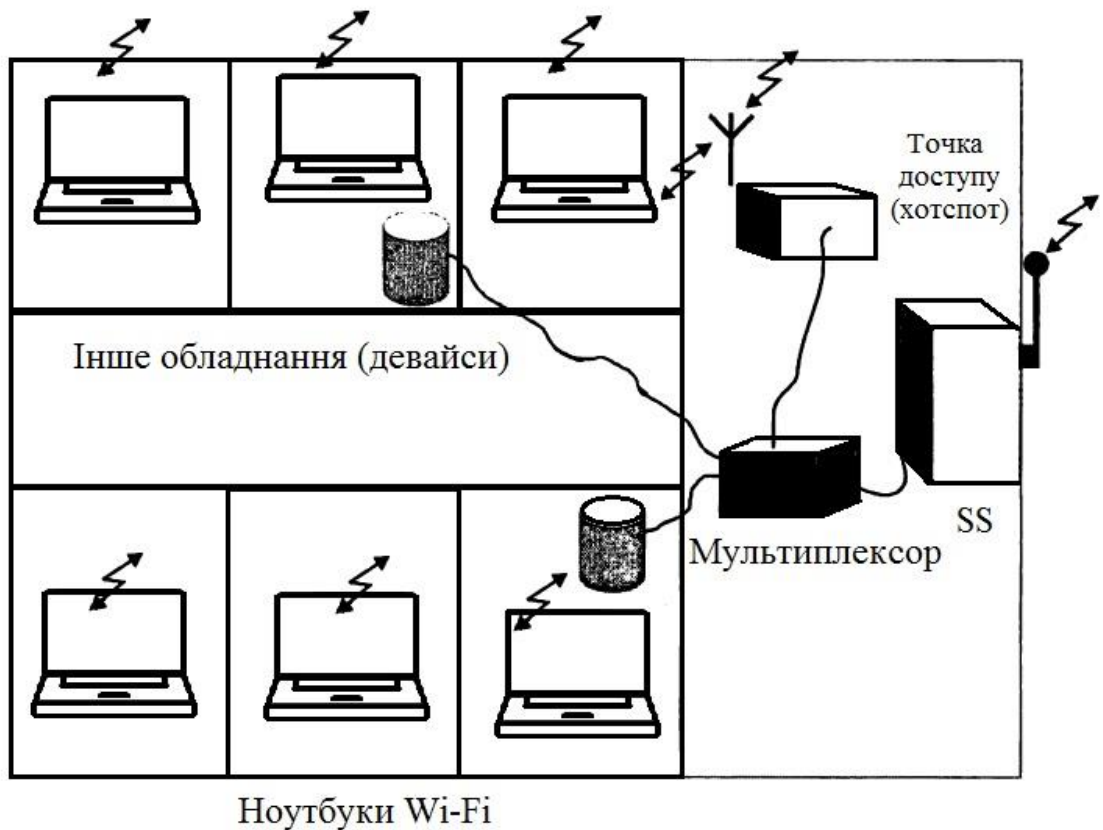 Точка
доступу
(хотспот)
Інше обладнання (девайси)
SS
Мультиплексор
Ноутбуки Wi-Fi